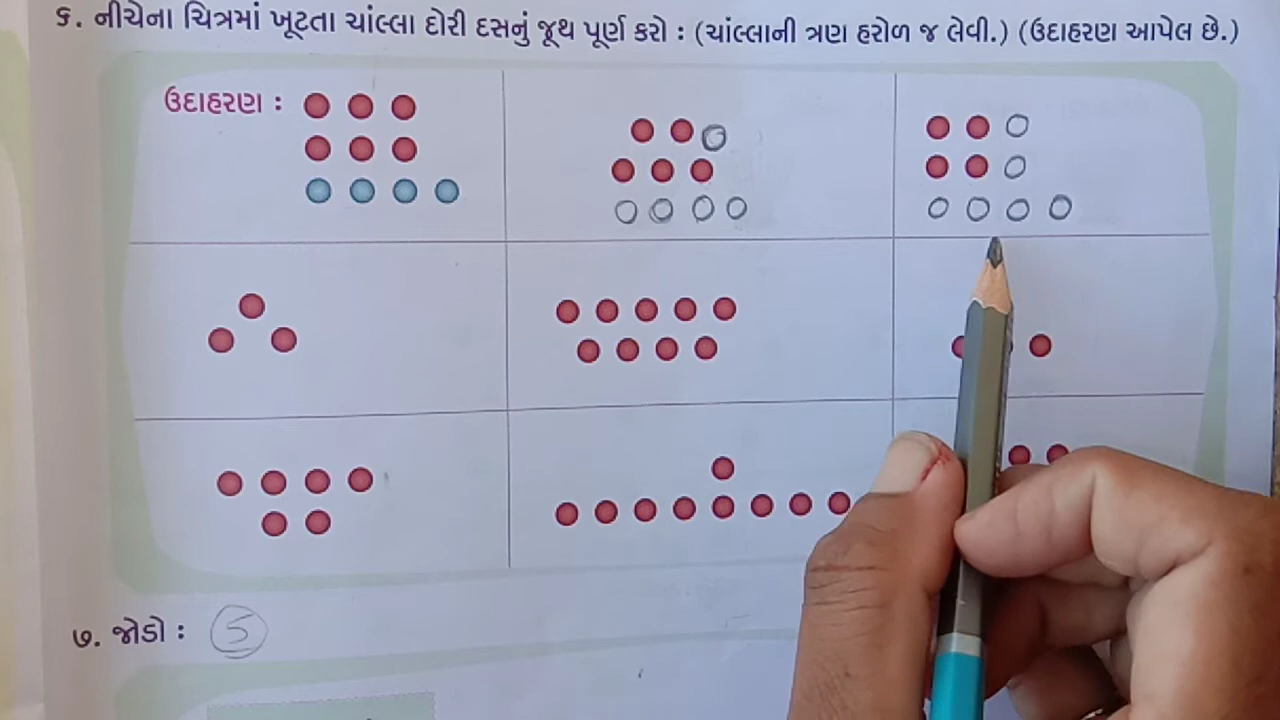 ૬. નીચેના ચિત્રમાં ખૂટતા ચાંલ્લા દોરી દસનું જૂથ પૂર્ણ કરો : (ચાંલ્લાની ત્રણ હરોળ જ લેવી.) (ઉદાહરણ આપેલ છે.)
ઉદાહરણ :
૭. જોડો : 5